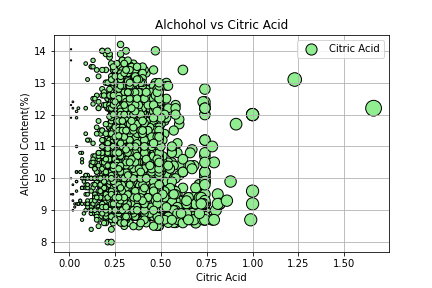 Alchohol vs Citric Acid
Citric Acid
Alchohol Content(%)
14
13
12
11
10
9
8
0.00 0.25 0.50 0.75 1.00 1.25 1.50
Citric Acid